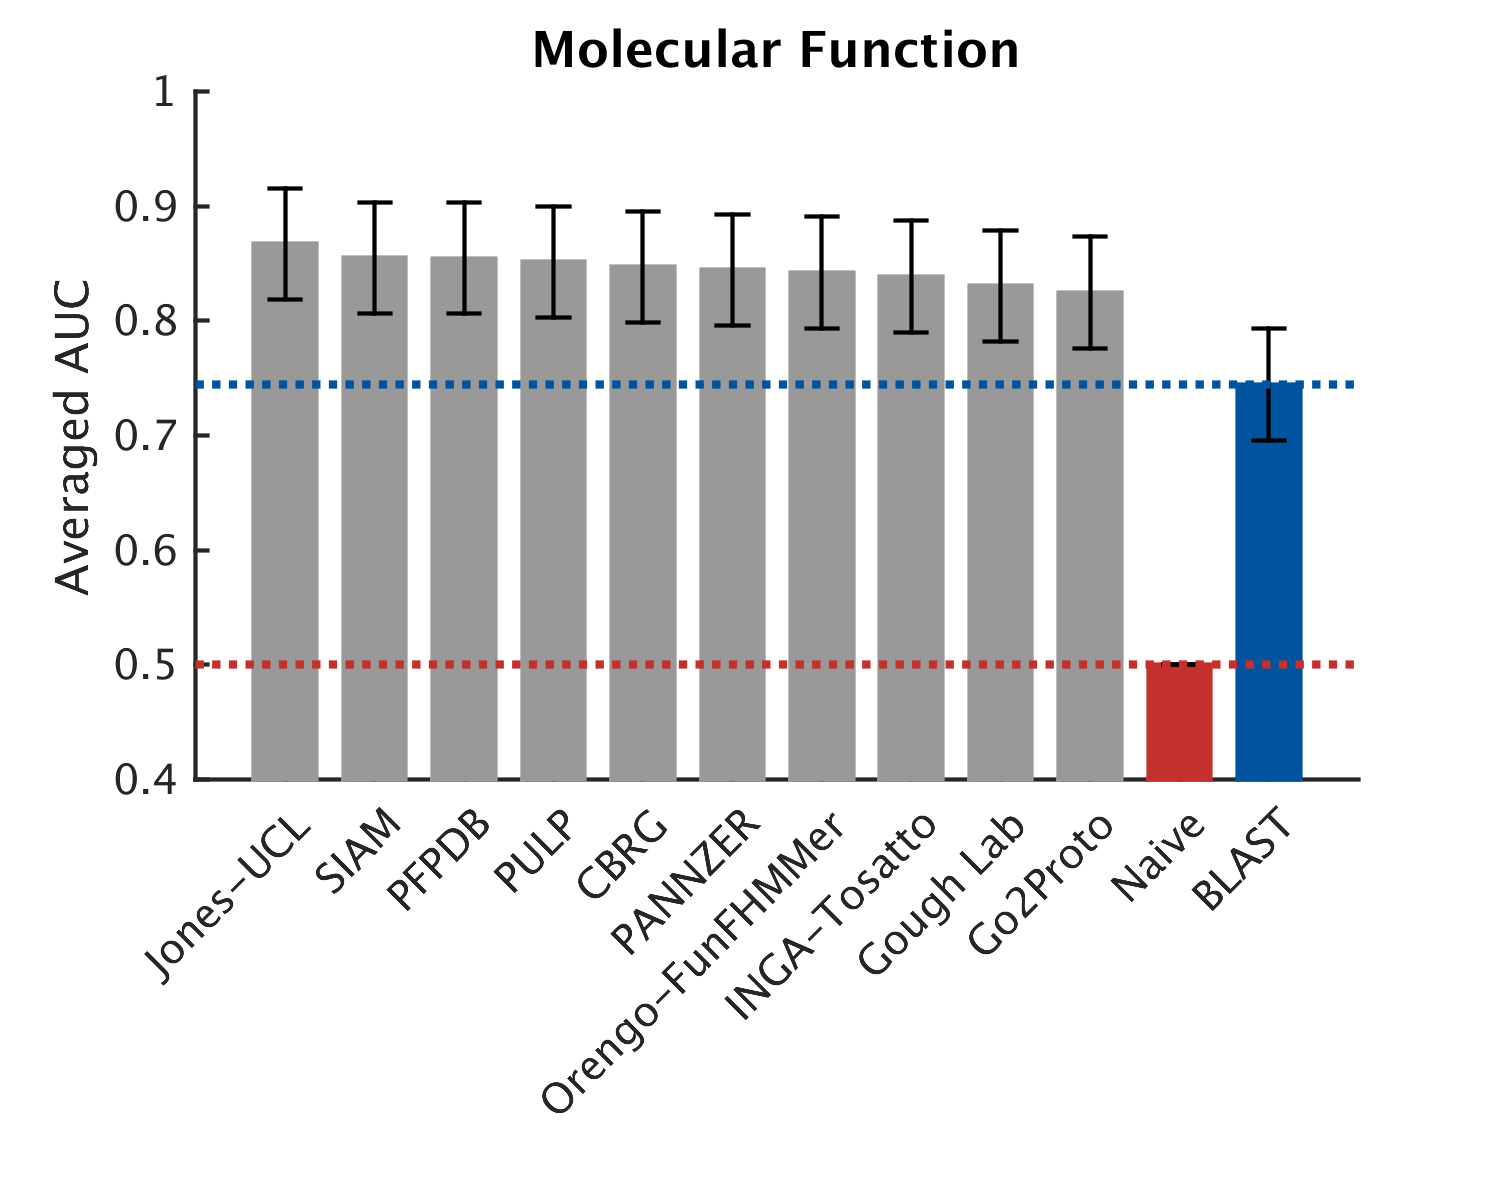 Molecular Function
Averaged AUC
1
0.9
0.8
0.7
0.6
0.5
0.4
Jones–UCL
SIAM
PFPDB
PULP
CBRG
PANNZER
Orengo–FunFHMMer
INGA–Tosatto
Gough Lab
Go2Proto
Naive
BLAST